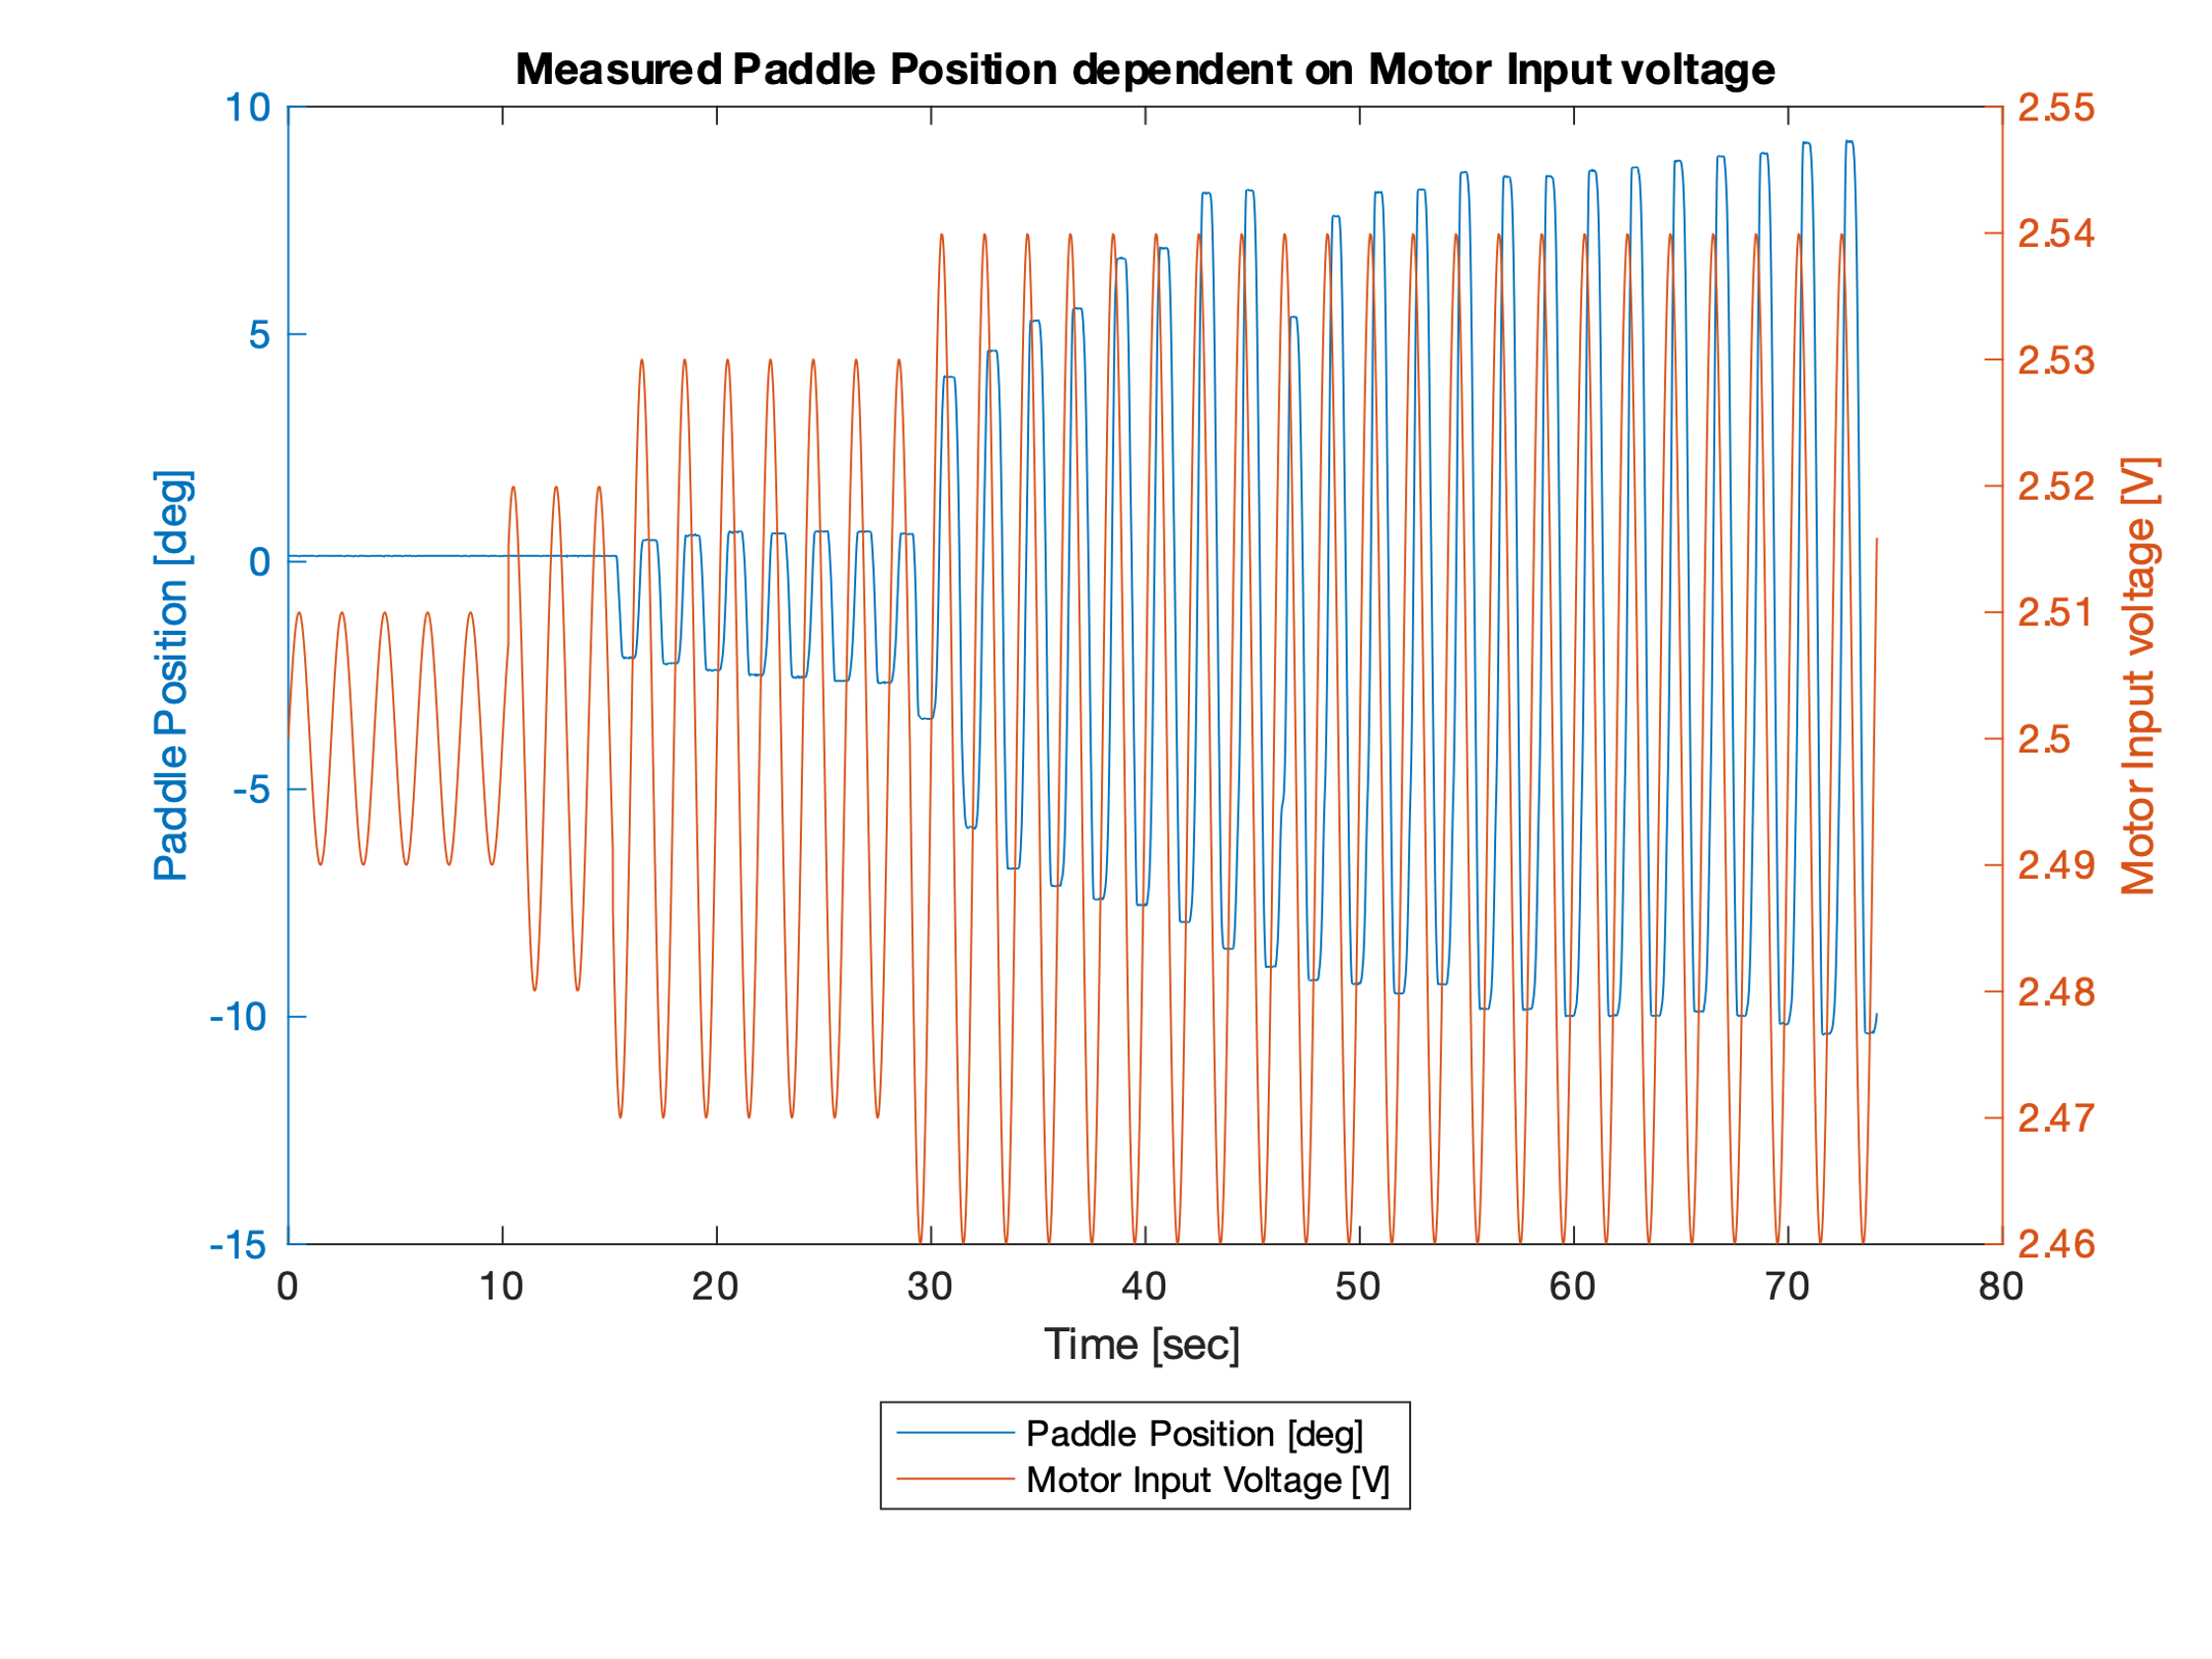 Measured Paddle Position dependent on Motor Input voltage
10
5
0
-5
-10
-15
Paddle Position [deg]
2.55
2.54
2.53
2.52
2.51
2.5
2.49
2.48
2.47
2.46
Motor Input voltage [V]
0 10 20 30 40 50 60 70 80
Time [sec]
Paddle Position [deg]
Motor Input Voltage [V]